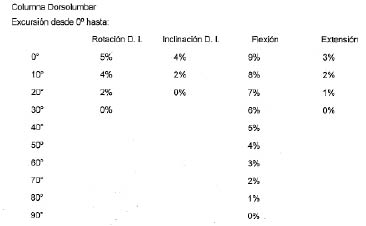 Columna Dorsolumbar
Excursión desde 0º hasta:
Rotación D. I. Inclinación D. I. Flexión Extensión
0º 5% 4% 9% 3%
10º 4% 2% 8% 2%
20º 2% 0% 7% 1%
30º 0% 6% 0%
40º 5%
50º 4%
60º 3%
70º 2%
80º 1%
90º 0%